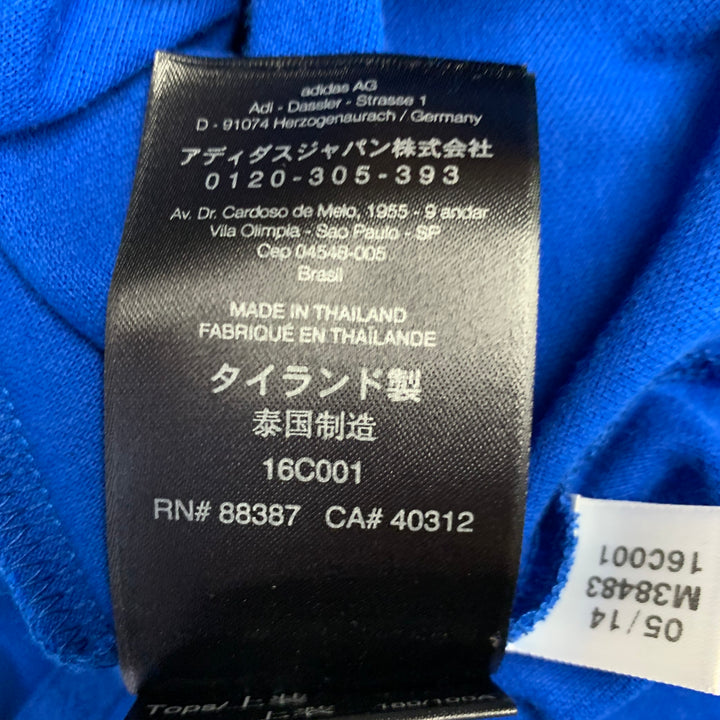 adidas AG
Adi - Dassler - Strasse 1
D - 91074 Herzogenaurach / Germany
アディダスジャパン株式会社
0120-305-393
Av. Dr. Cardoso de Melo, 1955 - 9 andar
Vila Olimpia - Sao Paulo - SP
Cep 04548-005
Brasil
MADE IN THAILAND
FABRIQUÉ EN THAÏLANDE
タイランド製
泰国制造
16C001
RN# 88387 CA# 40312
Tops/
05/14
M38483
16C001